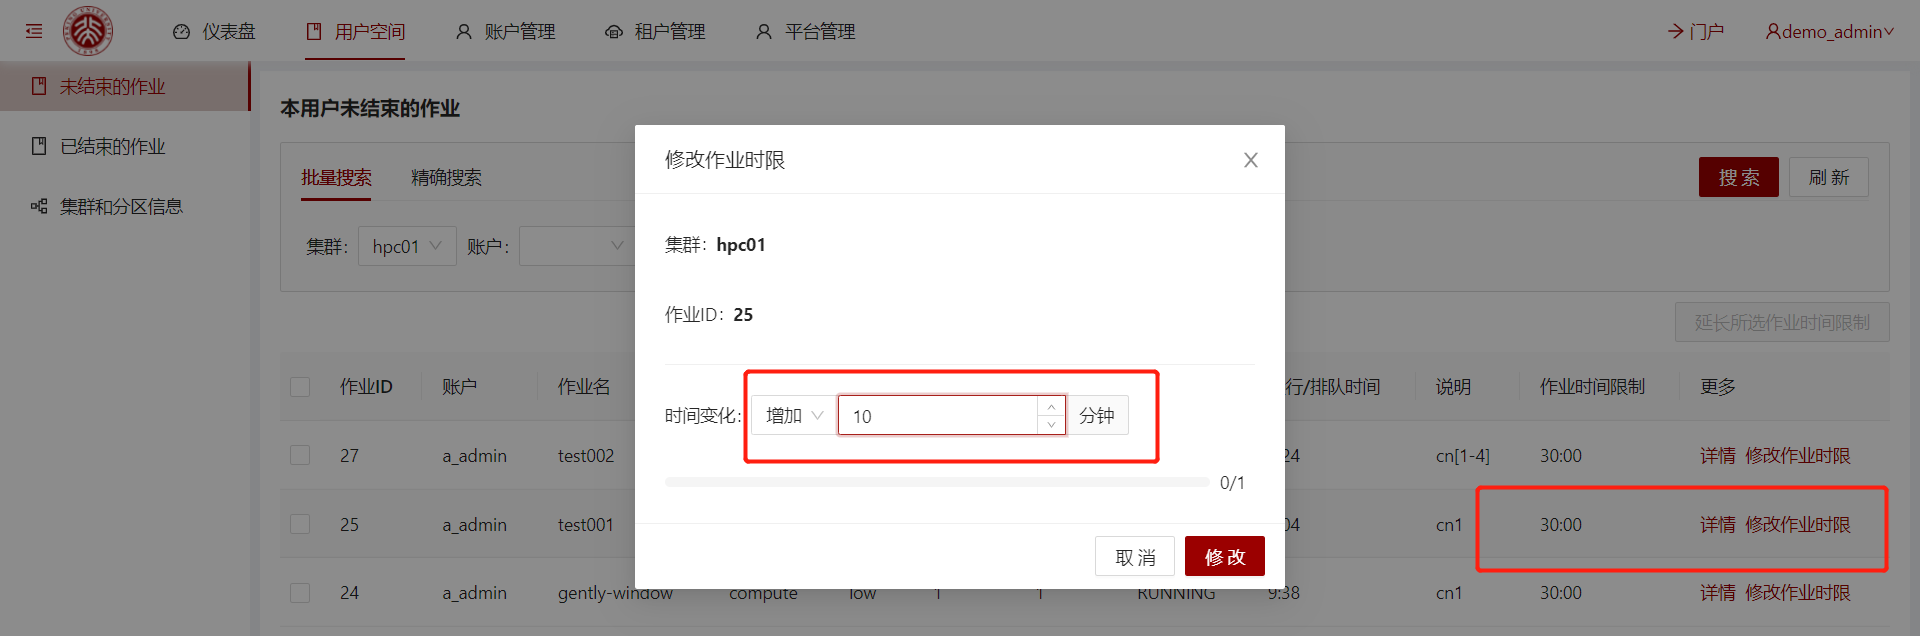 仪表盘 用户空间 账户管理 租户管理 平台管理 门户 demo_admin
未结束的作业
已结束的作业
集群和分区信息
本用户未结束的作业
批量搜索 精确搜索 搜 索 刷 新
集群: hpc01 账户:
延长所选作业时间限制
作业ID 账户 作业名 行/排队时间 说明 作业时间限制 更多
27 a_admin test002 24 cn[1-4] 30:00 详情 修改作业时限
25 a_admin test001 04 cn1 30:00 详情 修改作业时限
24 a_admin gently-window compute low 1 1 RUNNING 9:38 cn1 30:00 详情 修改作业时限
修改作业时限
集群: hpc01
作业ID: 25
时间变化: 增加 10 分钟
0/1
取 消 修 改